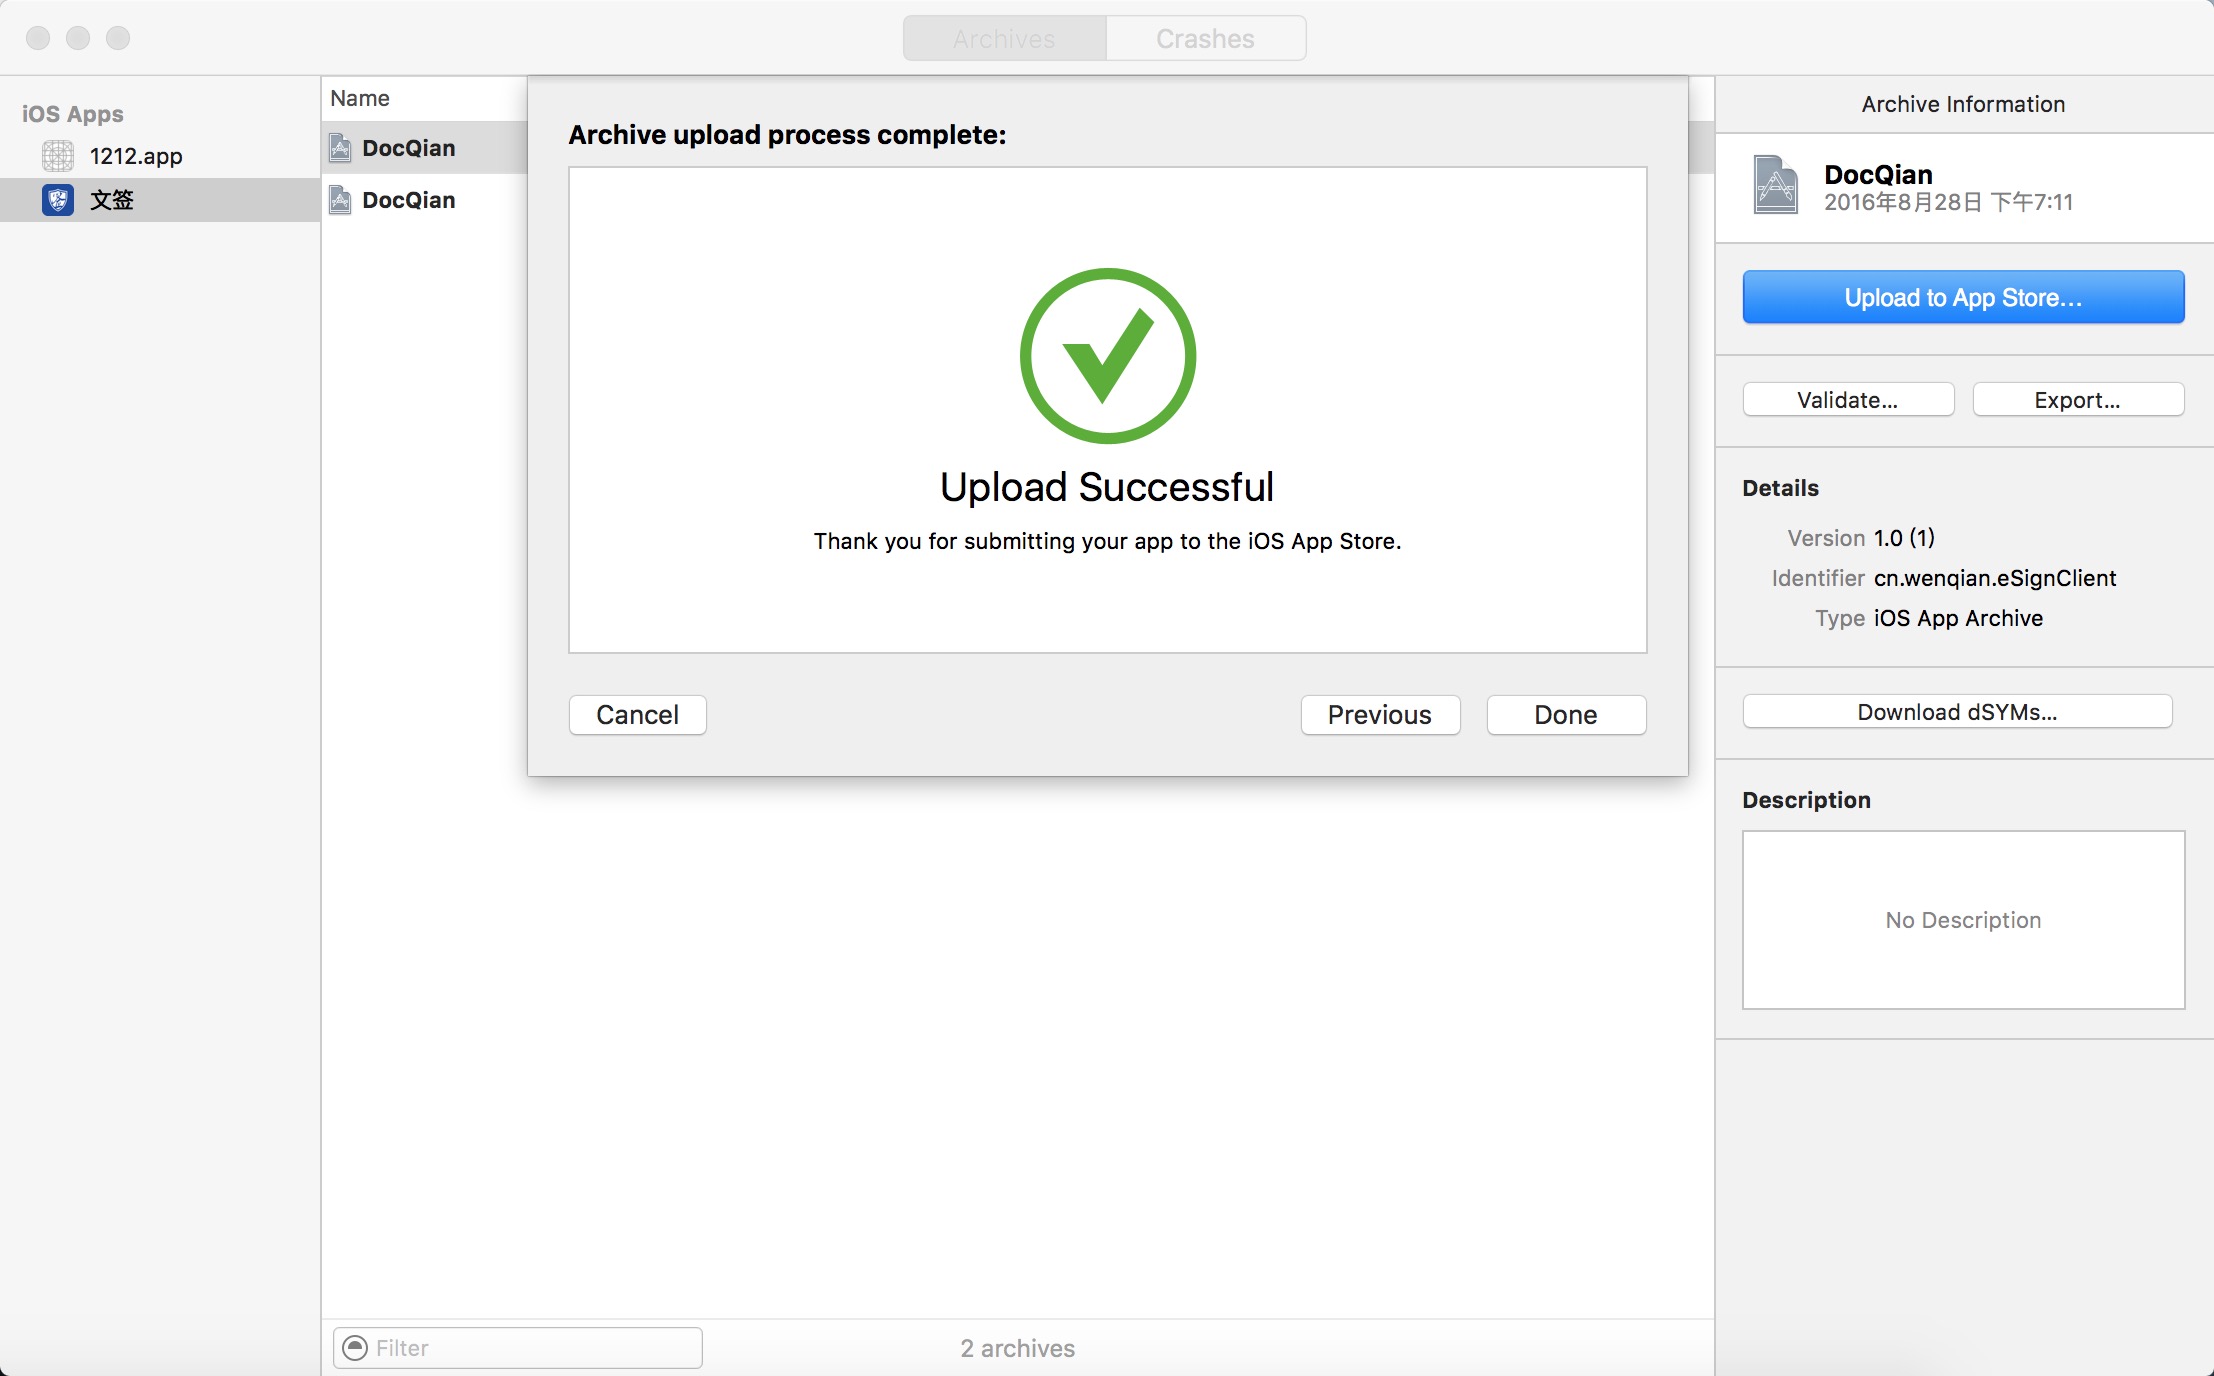 Archives
Crashes
iOS Apps
1212.app
文签
Name
DocQian
DocQian
Archive upload process complete:
Upload Successful
Thank you for submitting your app to the iOS App Store.
Cancel
Previous
Done
Filter
2 archives
Archive Information
DocQian
2016年8月28日 下午7:11
Upload to App Store...
Validate...
Export...
Details
Version 1.0 (1)
Identifier cn.wenqian.eSignClient
Type iOS App Archive
Download dSYMs...
Description
No Description